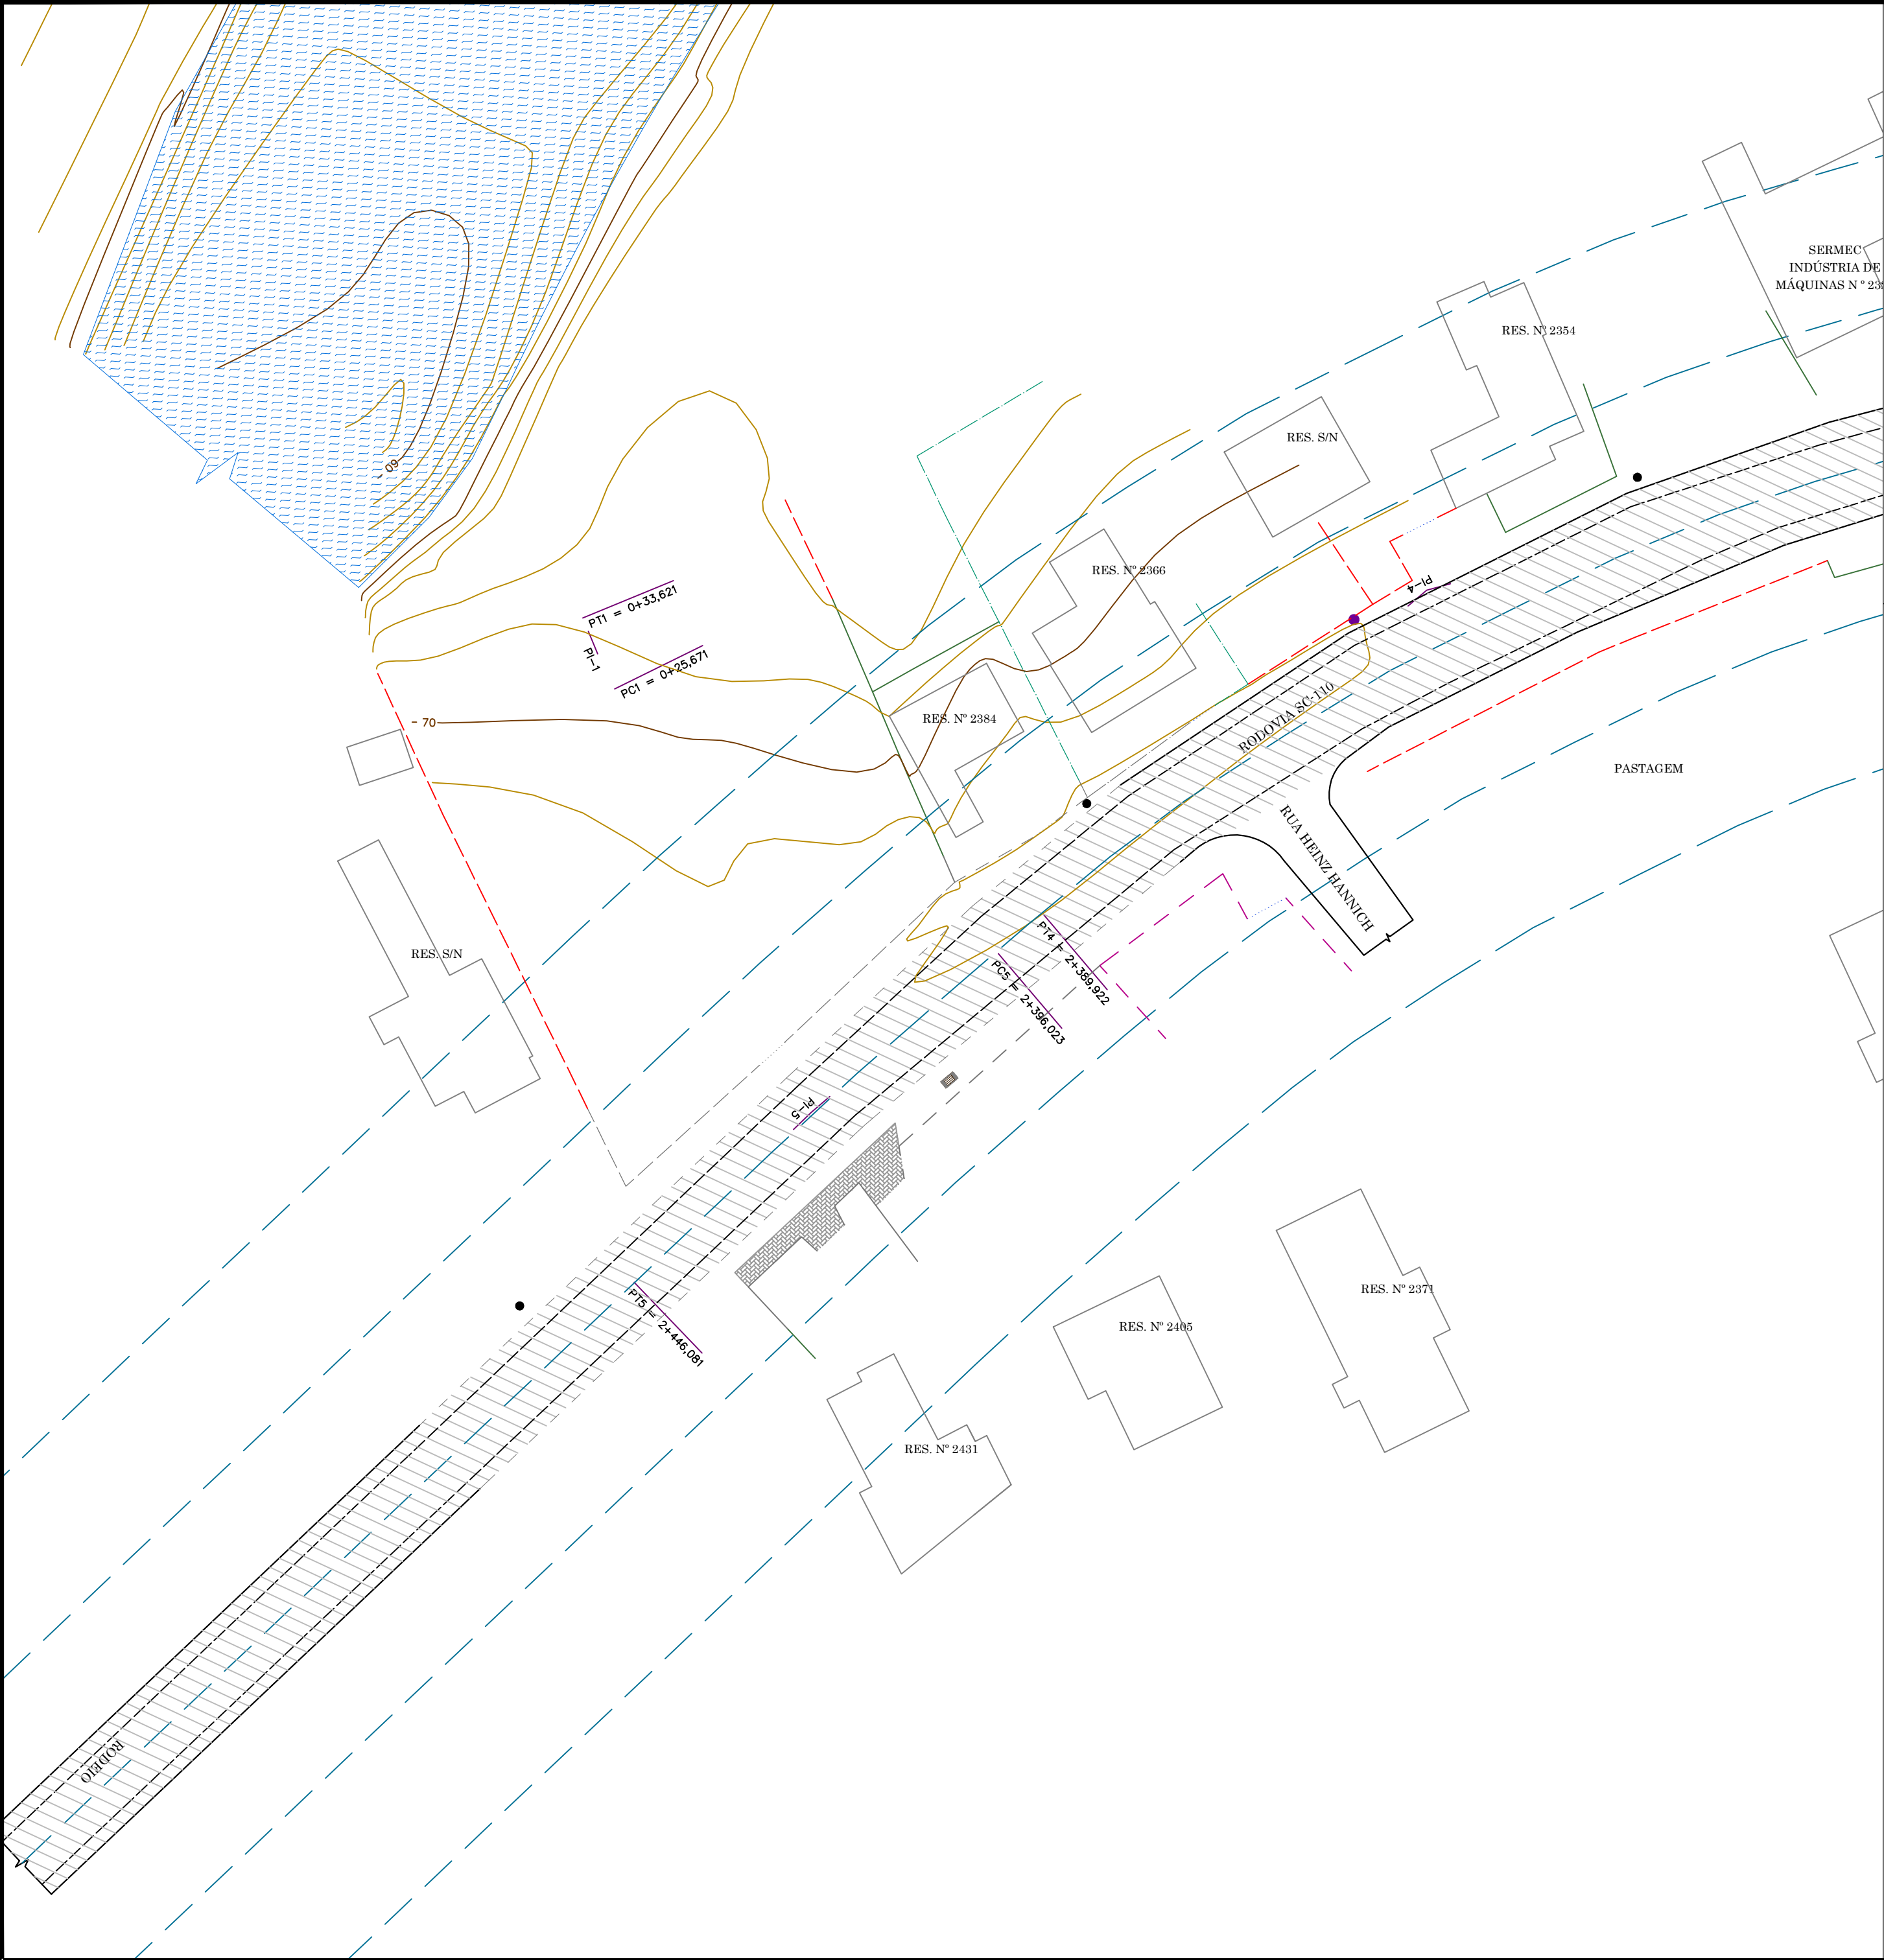 SERMEC
INDÚSTRIA DE
MÁQUINAS N º 23
RES. Nº 2354
RES. S/N
60
RES. Nº 2366
PI-4
PT1 = 0+33,621
PI-1
PC1 = 0+25,671
RODOVIA SC-110
70
RES. Nº 2384
PASTAGEM
RUA HEINZ HANNICH
RES. S/N
PT4 = 2+389,922
PC5 = 2+396,023
PI-5
RES. Nº 2371
PT5 = 2+446,081
RES. Nº 2405
RES. Nº 2431
RODEIO